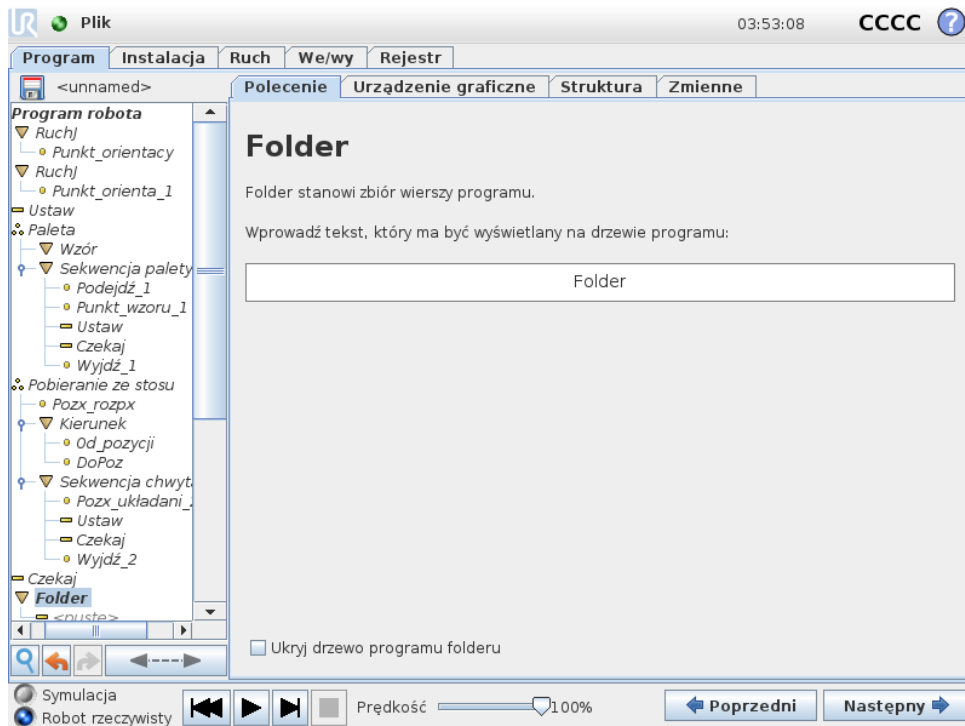 UR Plik 03:53:08 CCCC ?
Program Instalacja Ruch We/wy Rejestr
<unnamed> Polecenie Urządzenie graficzne Struktura Zmienne
Program robota
RuchJ
Punkt_orientacy
RuchJ
Punkt_orienta_1
Ustaw
Paleta
Wzór
Sekwencja palety
Podejdź_1
Punkt_wzoru_1
Ustaw
Czekaj
Wyjdź_1
Pobieranie ze stosu
Pozx_rozpx
Kierunek
Od_pozycji
DoPoz
Sekwencja chwyt
Pozx_układani_
Ustaw
Czekaj
Wyjdź_2
Czekaj
Folder
<puste>
Folder
Folder stanowi zbiór wierszy programu.
Wprowadź tekst, który ma być wyświetlany na drzewie programu:
Folder
Ukryj drzewo programu folderu
Symulacja
Robot rzeczywisty
Prędkość 100%
Poprzedni Następny